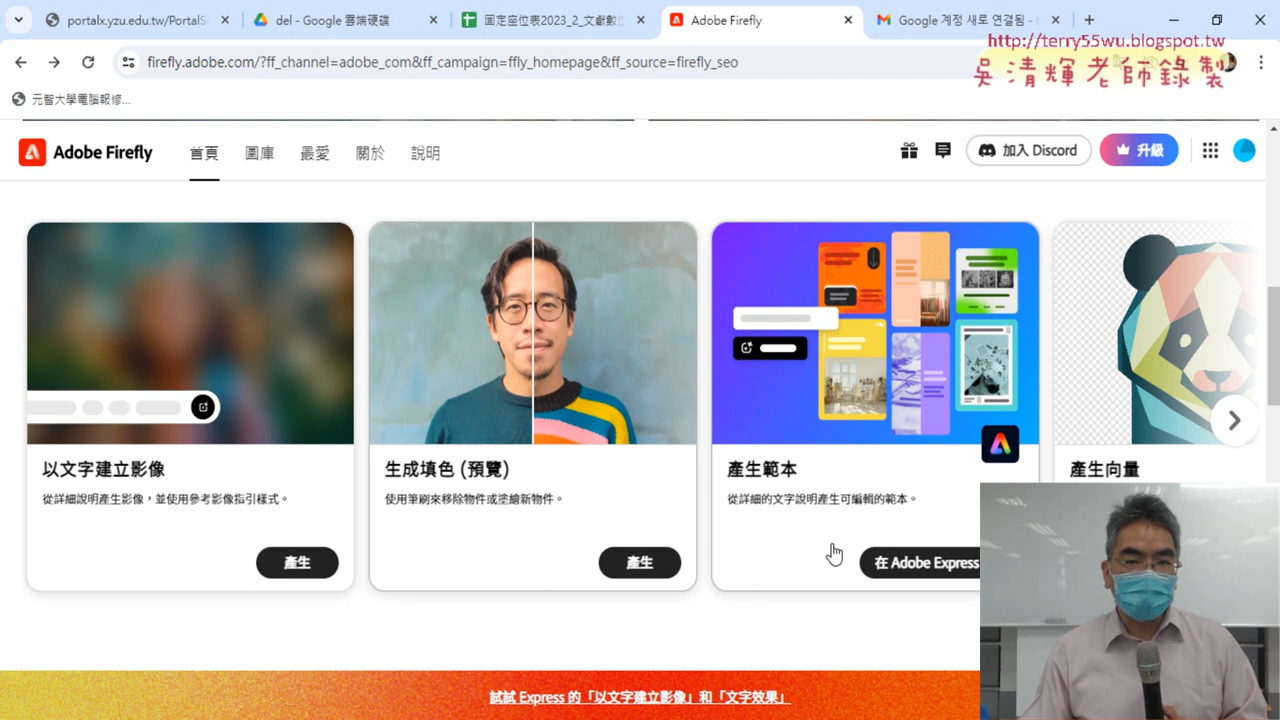 portalx.yzu.edu.tw/PortalS
del - Google 雲端硬碟
固定座位表2023_2_文獻數位
Adobe Firefly
Google 계정 새로 연결됨 -
http://terry55wu.blogspot.tw
firefly.adobe.com/?ff_channel=adobe_com&ff_campaign=ffly_homepage&ff_source=firefly_seo
吳清輝老師錄製
元智大學電腦報修...
Adobe Firefly
首頁
圖庫
最愛
關於
說明
加入 Discord
升級
以文字建立影像
生成填色 (預覽)
產生範本
產生向量
從詳細說明產生影像，並使用參考影像指引樣式。
使用筆刷來移除物件或塗繪新物件。
從詳細的文字說明產生可編輯的範本。
產生
產生
在 Adobe Express
試試 Express 的「以文字建立影像」和「文字效果」